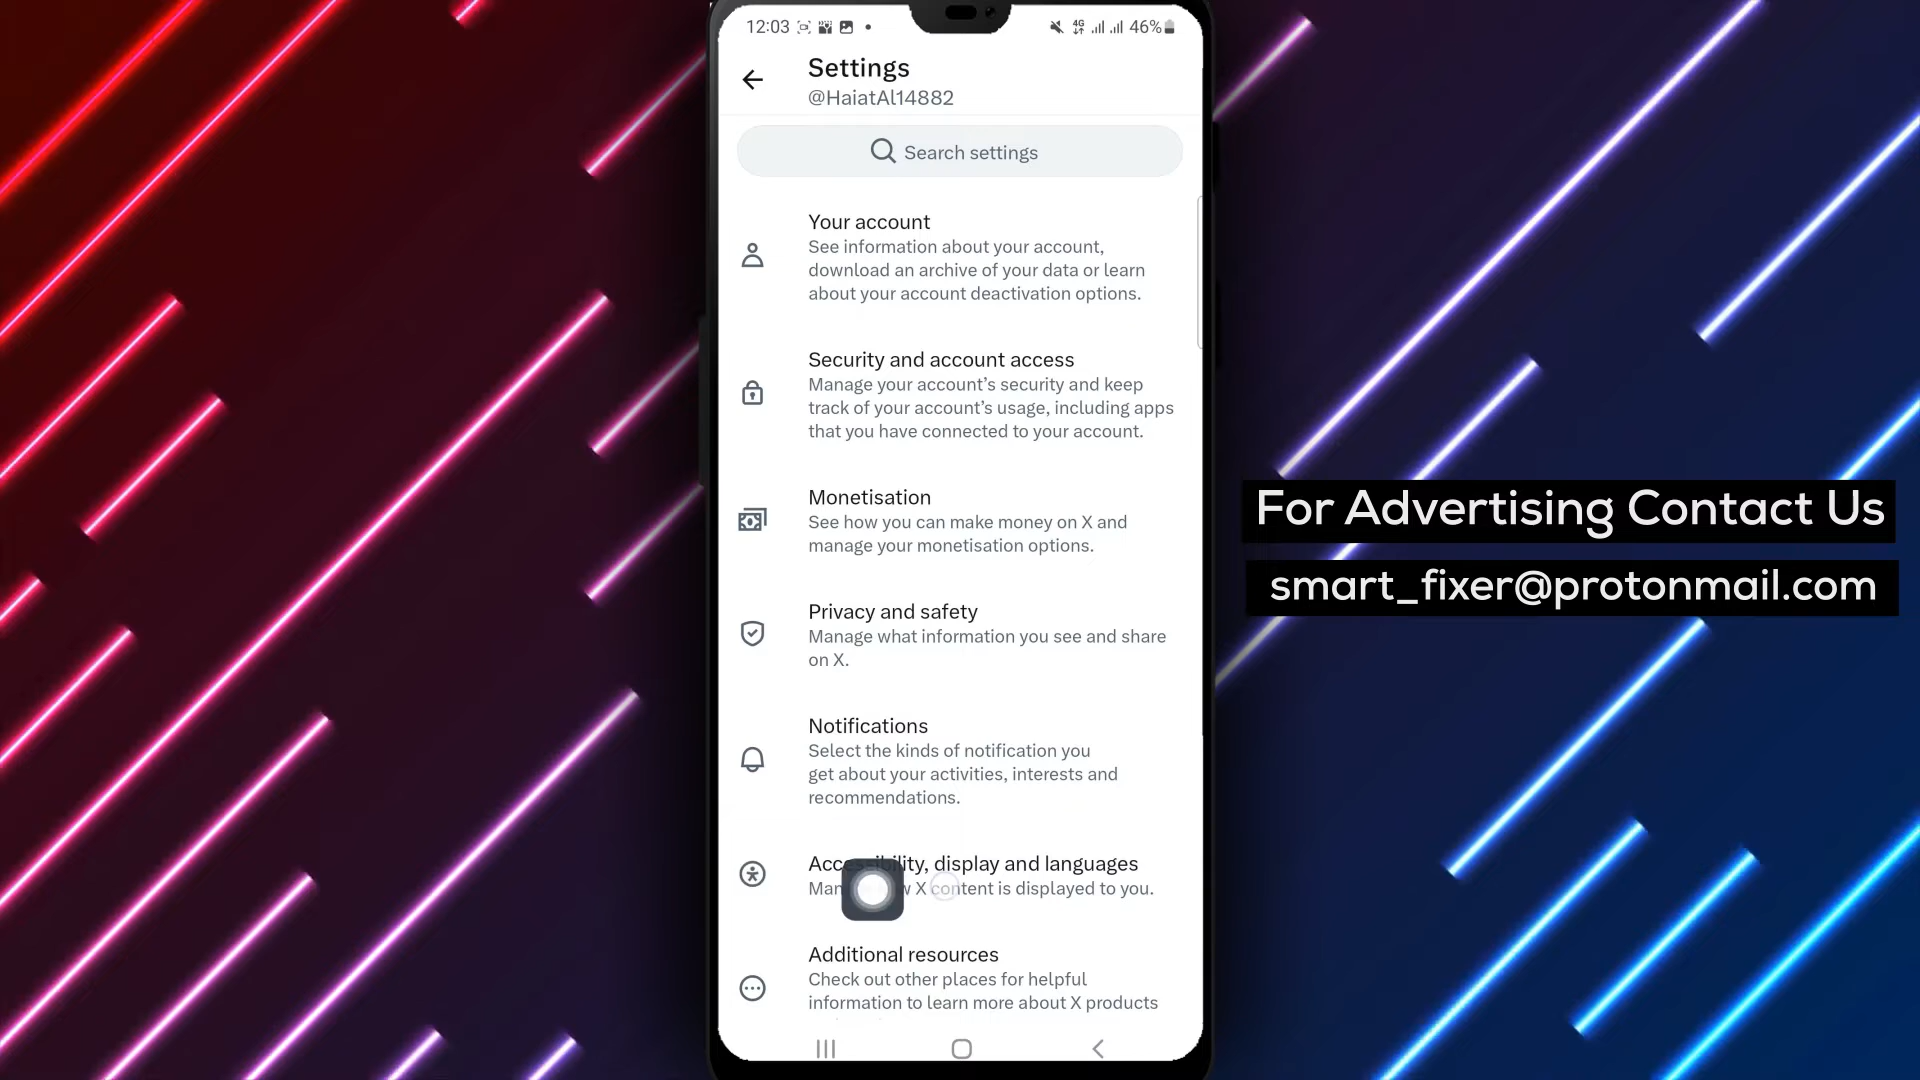 12:03
4G
46%
Settings
@HaiatAl14882
Search settings
Your account
See information about your account,
download an archive of your data or learn
about your account deactivation options.
Security and account access
Manage your account’s security and keep
track of your account’s usage, including apps
that you have connected to your account.
Monetisation
See how you can make money on X and
manage your monetisation options.
Privacy and safety
Manage what information you see and share
on X.
Notifications
Select the kinds of notification you
get about your activities, interests and
recommendations.
Accessibility, display and languages
X content is displayed to you.
Additional resources
Check out other places for helpful
information to learn more about X products
For Advertising Contact Us
smart_fixer@protonmail.com